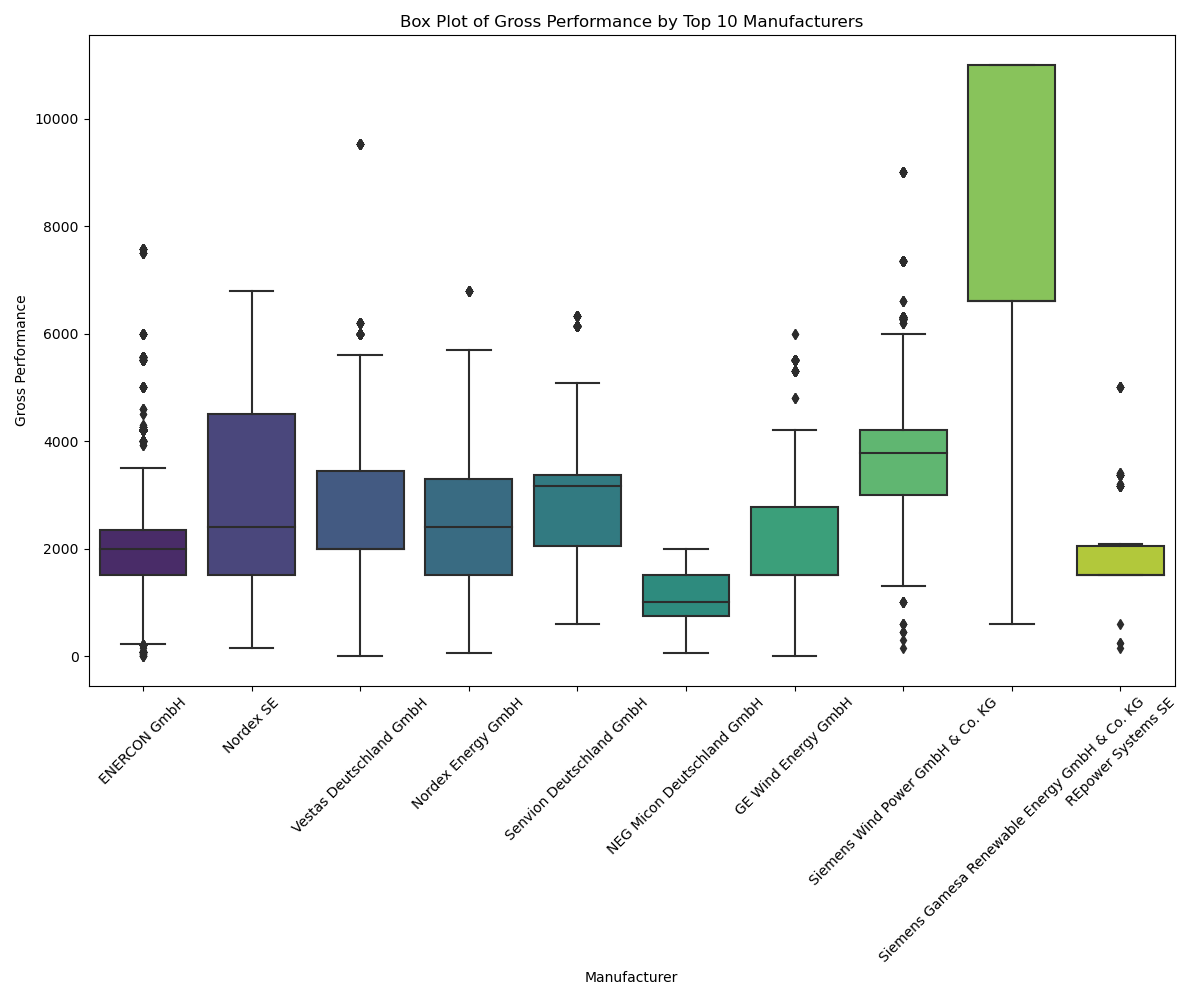 Box Plot of Gross Performance by Top 10 Manufacturers
Gross Performance
10000
8000
6000
4000
2000
0
ENERCON GmbH
Nordex SE
Vestas Deutschland GmbH
Nordex Energy GmbH
Senvion Deutschland GmbH
NEG Micon Deutschland GmbH
GE Wind Energy GmbH
Siemens Wind Power GmbH & Co. KG
Siemens Gamesa Renewable Energy GmbH & Co. KG
REpower Systems SE
Manufacturer